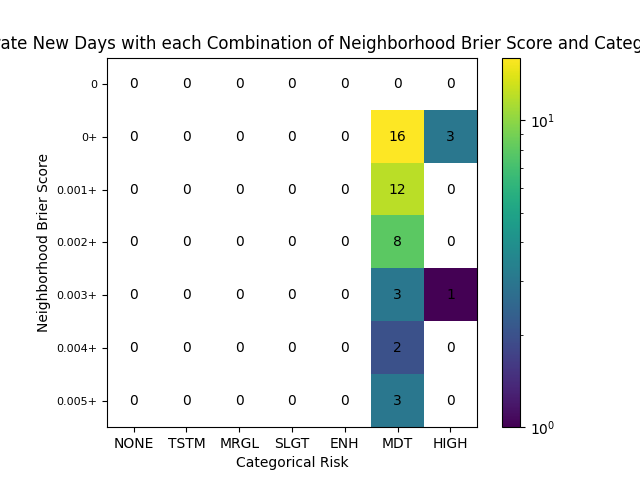 rate New Days with each Combination of Neighborhood Brier Score and Categ
Neighborhood Brier Score
0 0 0 0 0 0 0 0
0+ 0 0 0 0 0 16 3
0.001+ 0 0 0 0 0 12 0
0.002+ 0 0 0 0 0 8 0
0.003+ 0 0 0 0 0 3 1
0.004+ 0 0 0 0 0 2 0
0.005+ 0 0 0 0 0 3 0
NONE TSTM MRGL SLGT ENH MDT HIGH
Categorical Risk
10¹
10⁰